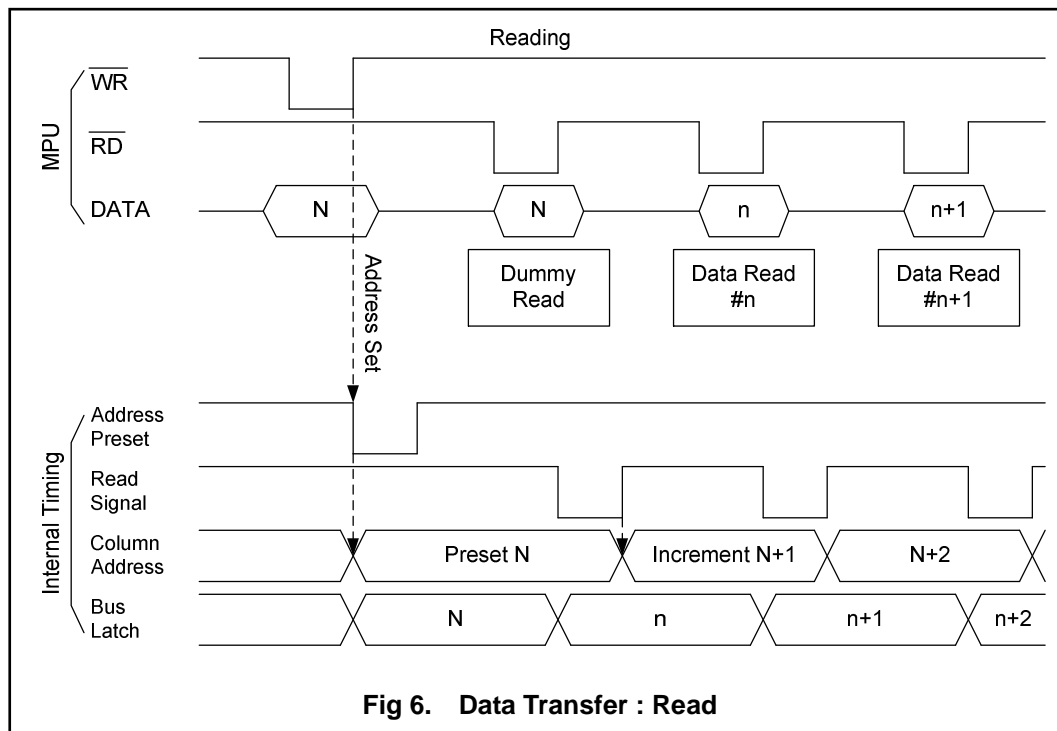 Reading
MPU
WR
RD
DATA
N
N
n
n+1
Dummy
Read
Data Read
#n
Data Read
#n+1
Address Set
Internal Timing
Address
Preset
Read
Signal
Column
Address
Preset N
Increment N+1
N+2
Bus
Latch
N
n
n+1
n+2
Fig 6. Data Transfer : Read